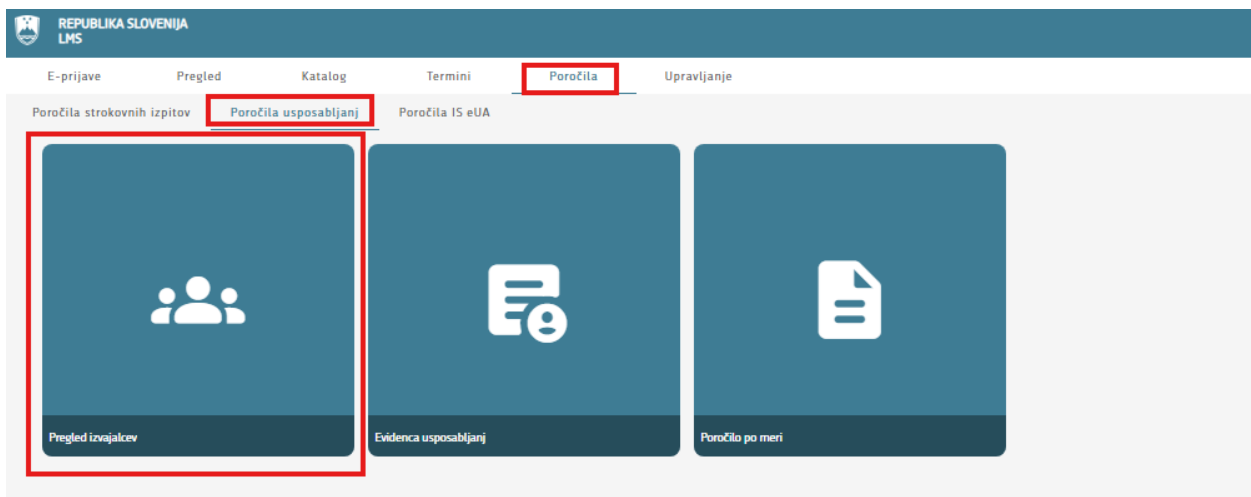 REPUBLIKA SLOVENIJA
LMS
E-prijave Pregled Katalog Termini Poročila Upravljanje
Poročila strokovnih izpitov Poročila usposabljanj Poročila IS eUA
Pregled izvajalcev Evidenca usposabljanj Poročilo po meri